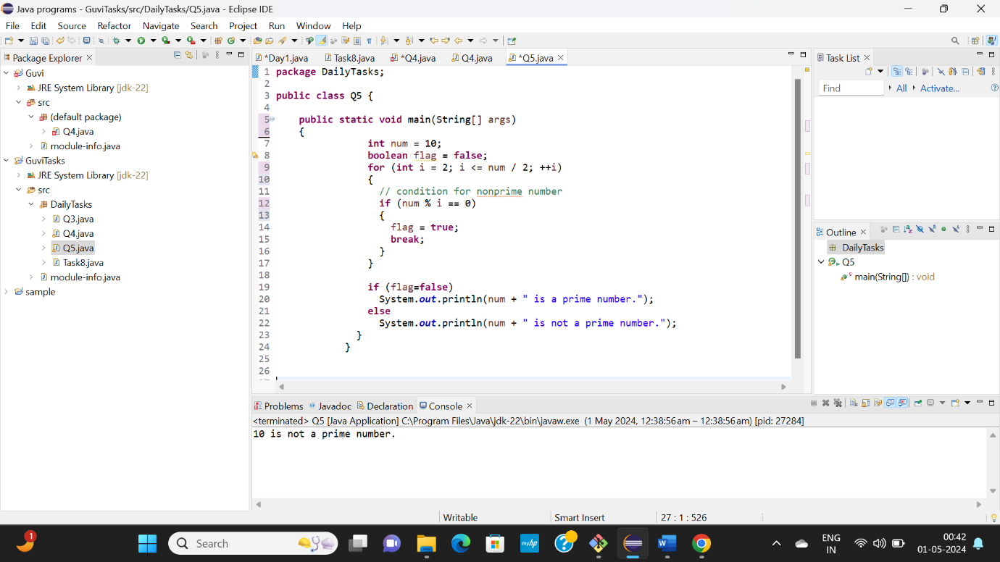 Java programs - GuviTasks/src/DailyTasks/Q5.java - Eclipse IDE
File Edit Source Refactor Navigate Search Project Run Window Help
Package Explorer
Guvi
JRE System Library [jdk-22]
src
(default package)
Q4.java
module-info.java
GuviTasks
JRE System Library [jdk-22]
src
DailyTasks
Q3.java
Q4.java
Q5.java
Task8.java
module-info.java
sample
*Day1.java Task8.java *Q4.java Q4.java *Q5.java
1 package DailyTasks;
2
3 public class Q5 {
4
5 public static void main(String[] args)
6 {
7 int num = 10;
8 boolean flag = false;
9 for (int i = 2; i <= num / 2; ++i)
10 {
11 // condition for nonprime number
12 if (num % i == 0)
13 {
14 flag = true;
15 break;
16 }
17 }
18
19 if (flag=false)
20 System.out.println(num + " is a prime number.");
21 else
22 System.out.println(num + " is not a prime number.");
23 }
24 }
25
26
Task List
Find All Activate...
Outline
DailyTasks
Q5
main(String[]) : void
Problems Javadoc Declaration Console
<terminated> Q5 [Java Application] C:\Program Files\Java\jdk-22\bin\javaw.exe (1 May 2024, 12:38:56 am – 12:38:56 am) [pid: 27284]
10 is not a prime number.
Writable Smart Insert 27 : 1 : 526
1
Search
myhp
ENG
IN
00:42
01-05-2024